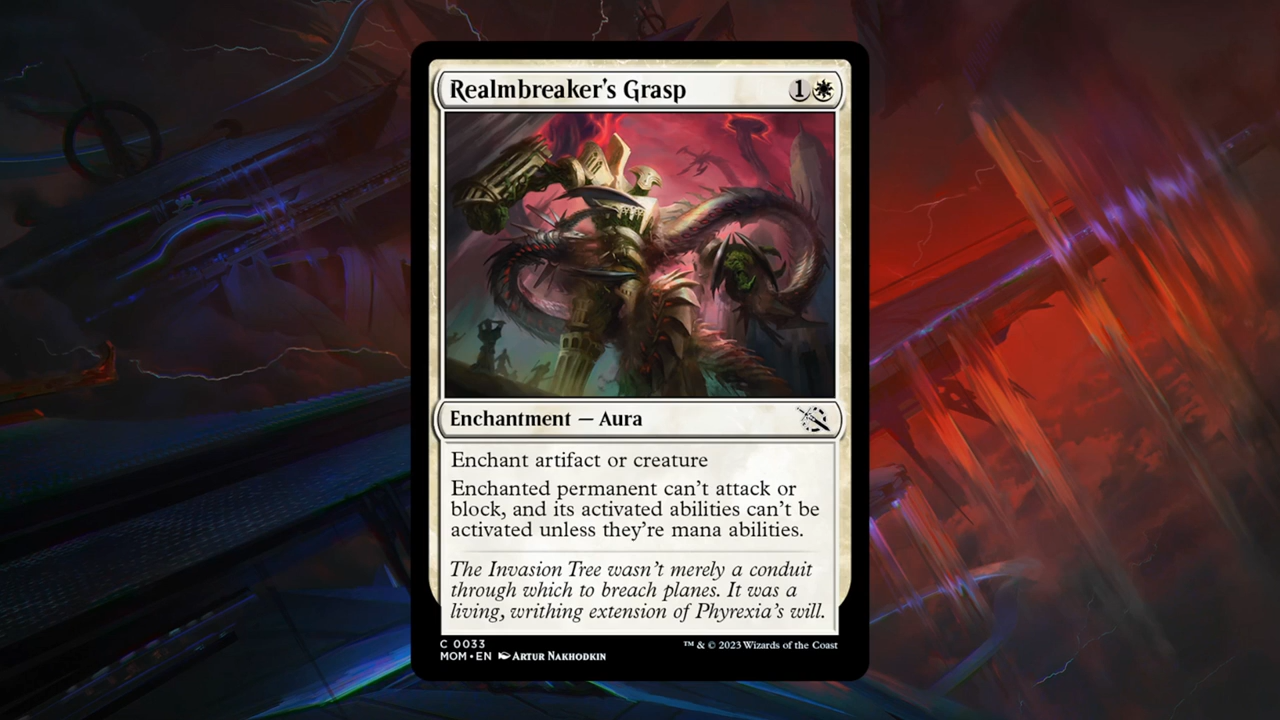 Realmbreaker's Grasp 1
Enchantment — Aura
Enchant artifact or creature
Enchanted permanent can't attack or
block, and its activated abilities can't be
activated unless they're mana abilities.
The Invasion Tree wasn't merely a conduit
through which to breach planes. It was a
living, writhing extension of Phyrexia's will.
C 0033
MOM • EN Artur Nakhodkin
™ & © 2023 Wizards of the Coast